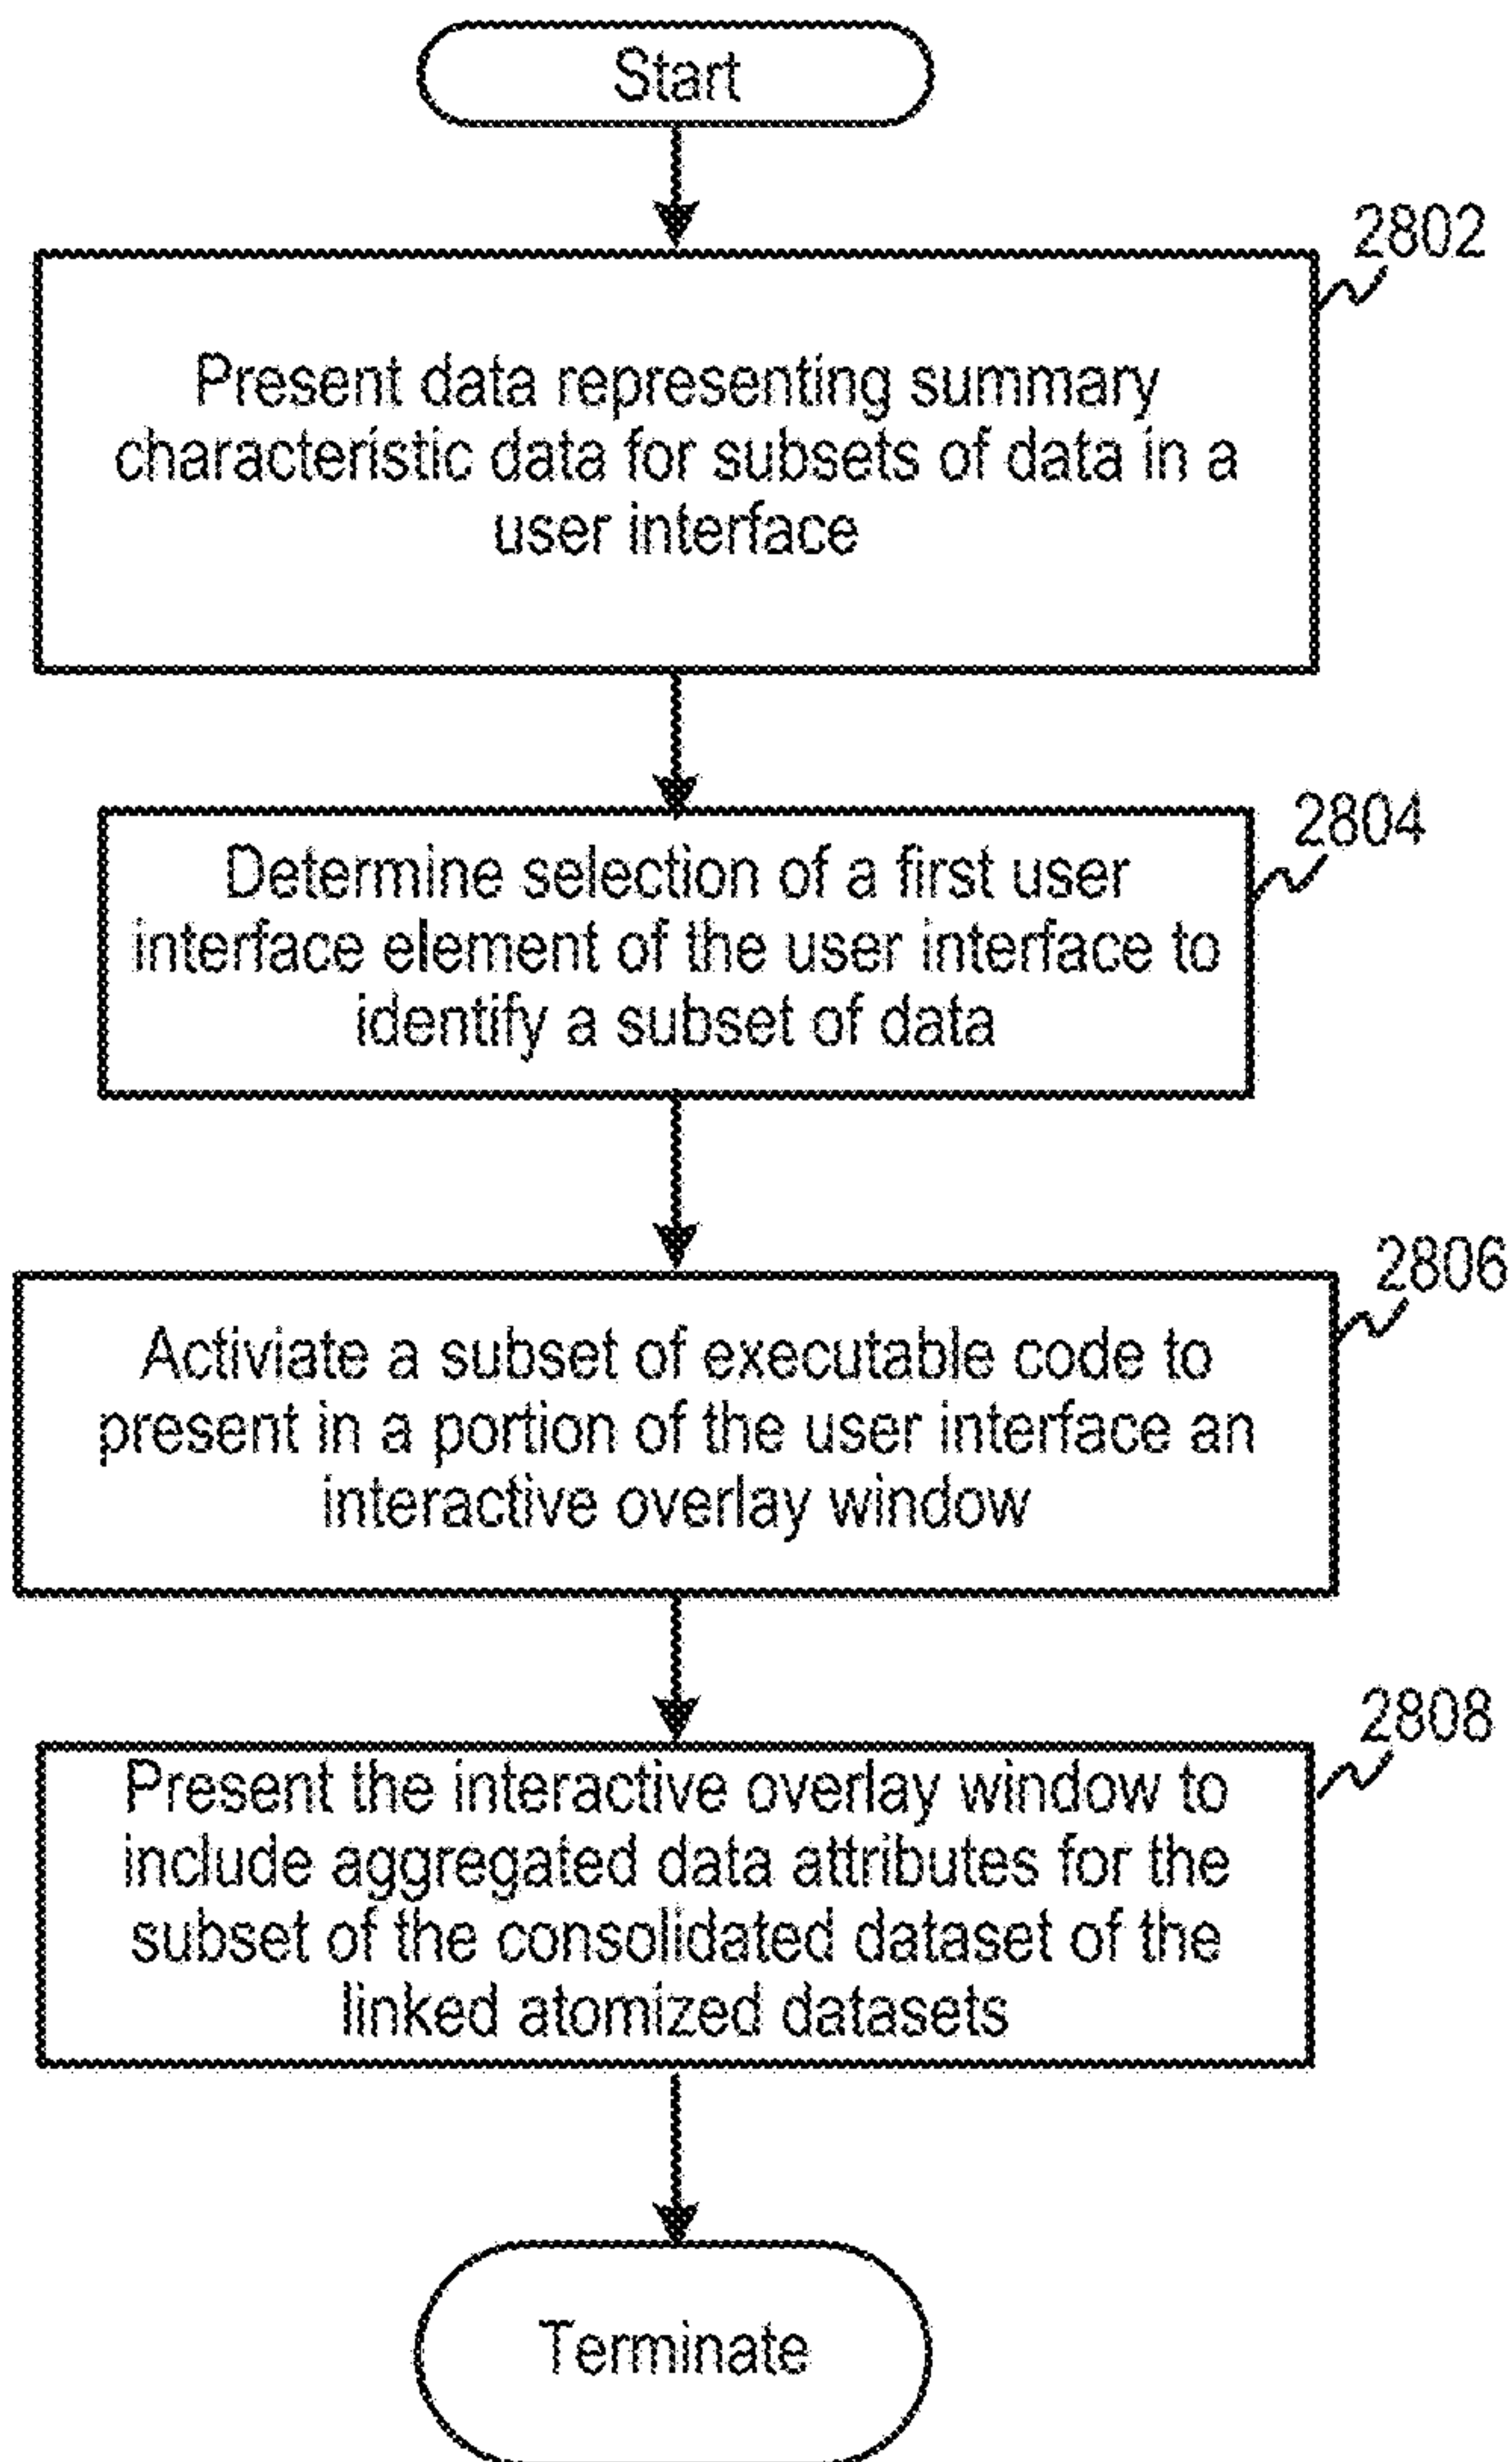 Start
2802
Present data representing summary
characteristic data for subsets of data in a
user interface
2804
Determine selection of a first user
interface element of the user interface to
identify a subset of data
2806
Activiate a subset of executable code to
present in a portion of the user interface an
interactive overlay window
2808
Present the interactive overlay window to
include aggregated data attributes for the
subset of the consolidated dataset of the
linked atomized datasets
Terminate